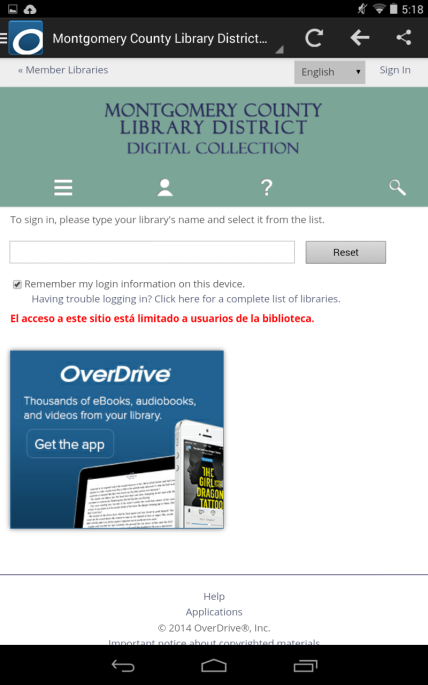 5:18
Montgomery County Library District...
« Member Libraries
English
Sign In
MONTGOMERY COUNTY
LIBRARY DISTRICT
DIGITAL COLLECTION
?
To sign in, please type your library's name and select it from the list.
Reset
Remember my login information on this device.
Having trouble logging in? Click here for a complete list of libraries.
El acceso a este sitio está limitado a usuarios de la biblioteca.
OverDrive®
Thousands of eBooks, audiobooks,
and videos from your library.
Get the app
THE
GIRL
DRAGON
TATTOO
Help
Applications
© 2014 OverDrive®, Inc.
Important notice about copyrighted materials